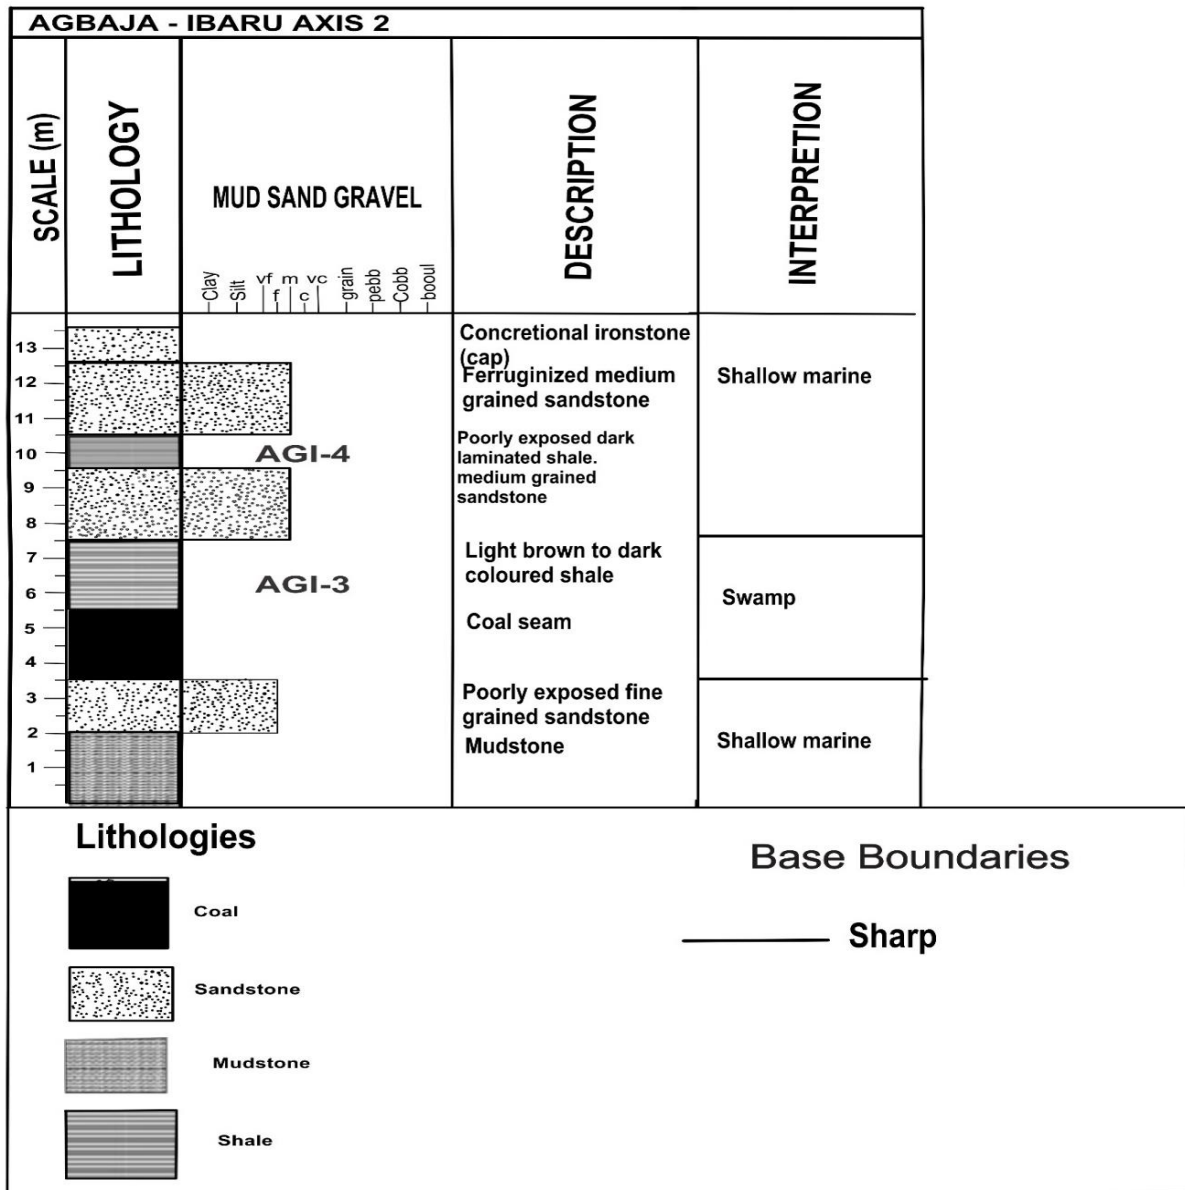 AGBAJA - IBARU AXIS 2
SCALE (m)
LITHOLOGY
MUD SAND GRAVEL
Clay
Silt
vf
f
m
c
vc
grain
pebb
Cobb
booul
DESCRIPTION
INTERPRETION
13
12
11
10
9
8
7
6
5
4
3
2
1
AGI-4
AGI-3
Concretional ironstone
(cap)
Ferruginized medium
grained sandstone
Poorly exposed dark
laminated shale.
medium grained
sandstone
Light brown to dark
coloured shale
Coal seam
Poorly exposed fine
grained sandstone
Mudstone
Shallow marine
Swamp
Shallow marine
Lithologies
Coal
Sandstone
Mudstone
Shale
Base Boundaries
Sharp